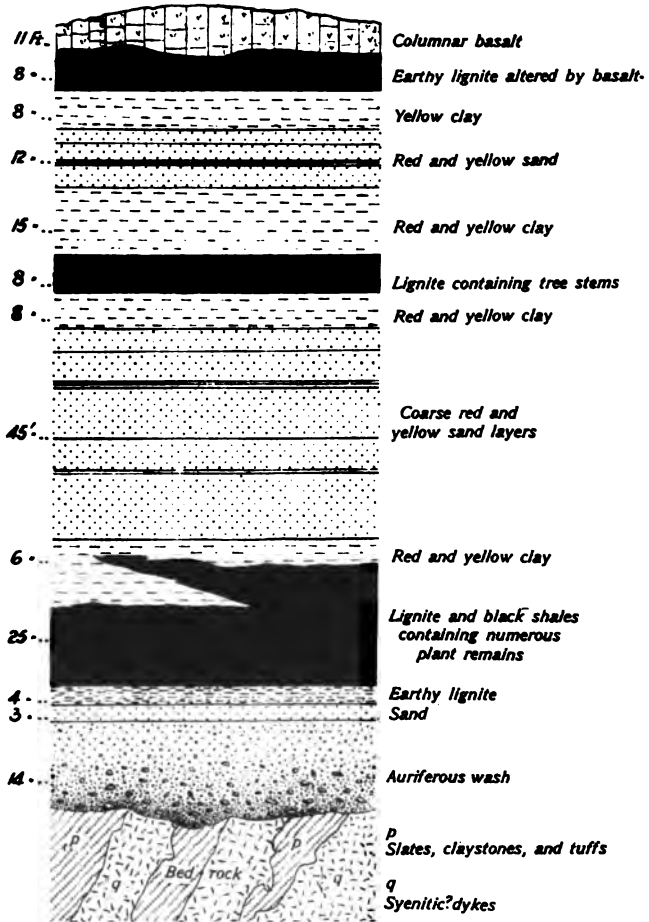 11 Ft. Columnar basalt
8 Earthy lignite altered by basalt-
8 Yellow clay
12 Red and yellow sand
15 Red and yellow clay
8 Lignite containing tree stems
8 Red and yellow clay
Coarse red and
45' yellow sand layers
6 Red and yellow clay
Lignite and black shales
25 containing numerous
plant remains
4 Earthy lignite
3 Sand
14 Auriferous wash
p
Slates, claystones, and tuffs
p p
Bed-rock
q q
q
Syenitic? dykes